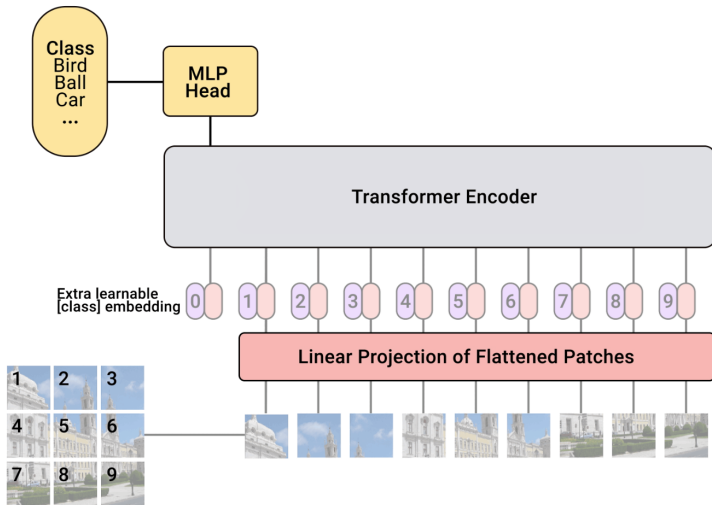 Class
Bird
Ball
Car
...
MLP
Head
Transformer Encoder
Extra learnable
[class] embedding
0 1 2 3 4 5 6 7 8 9
Linear Projection of Flattened Patches
1 2 3
4 5 6
7 8 9